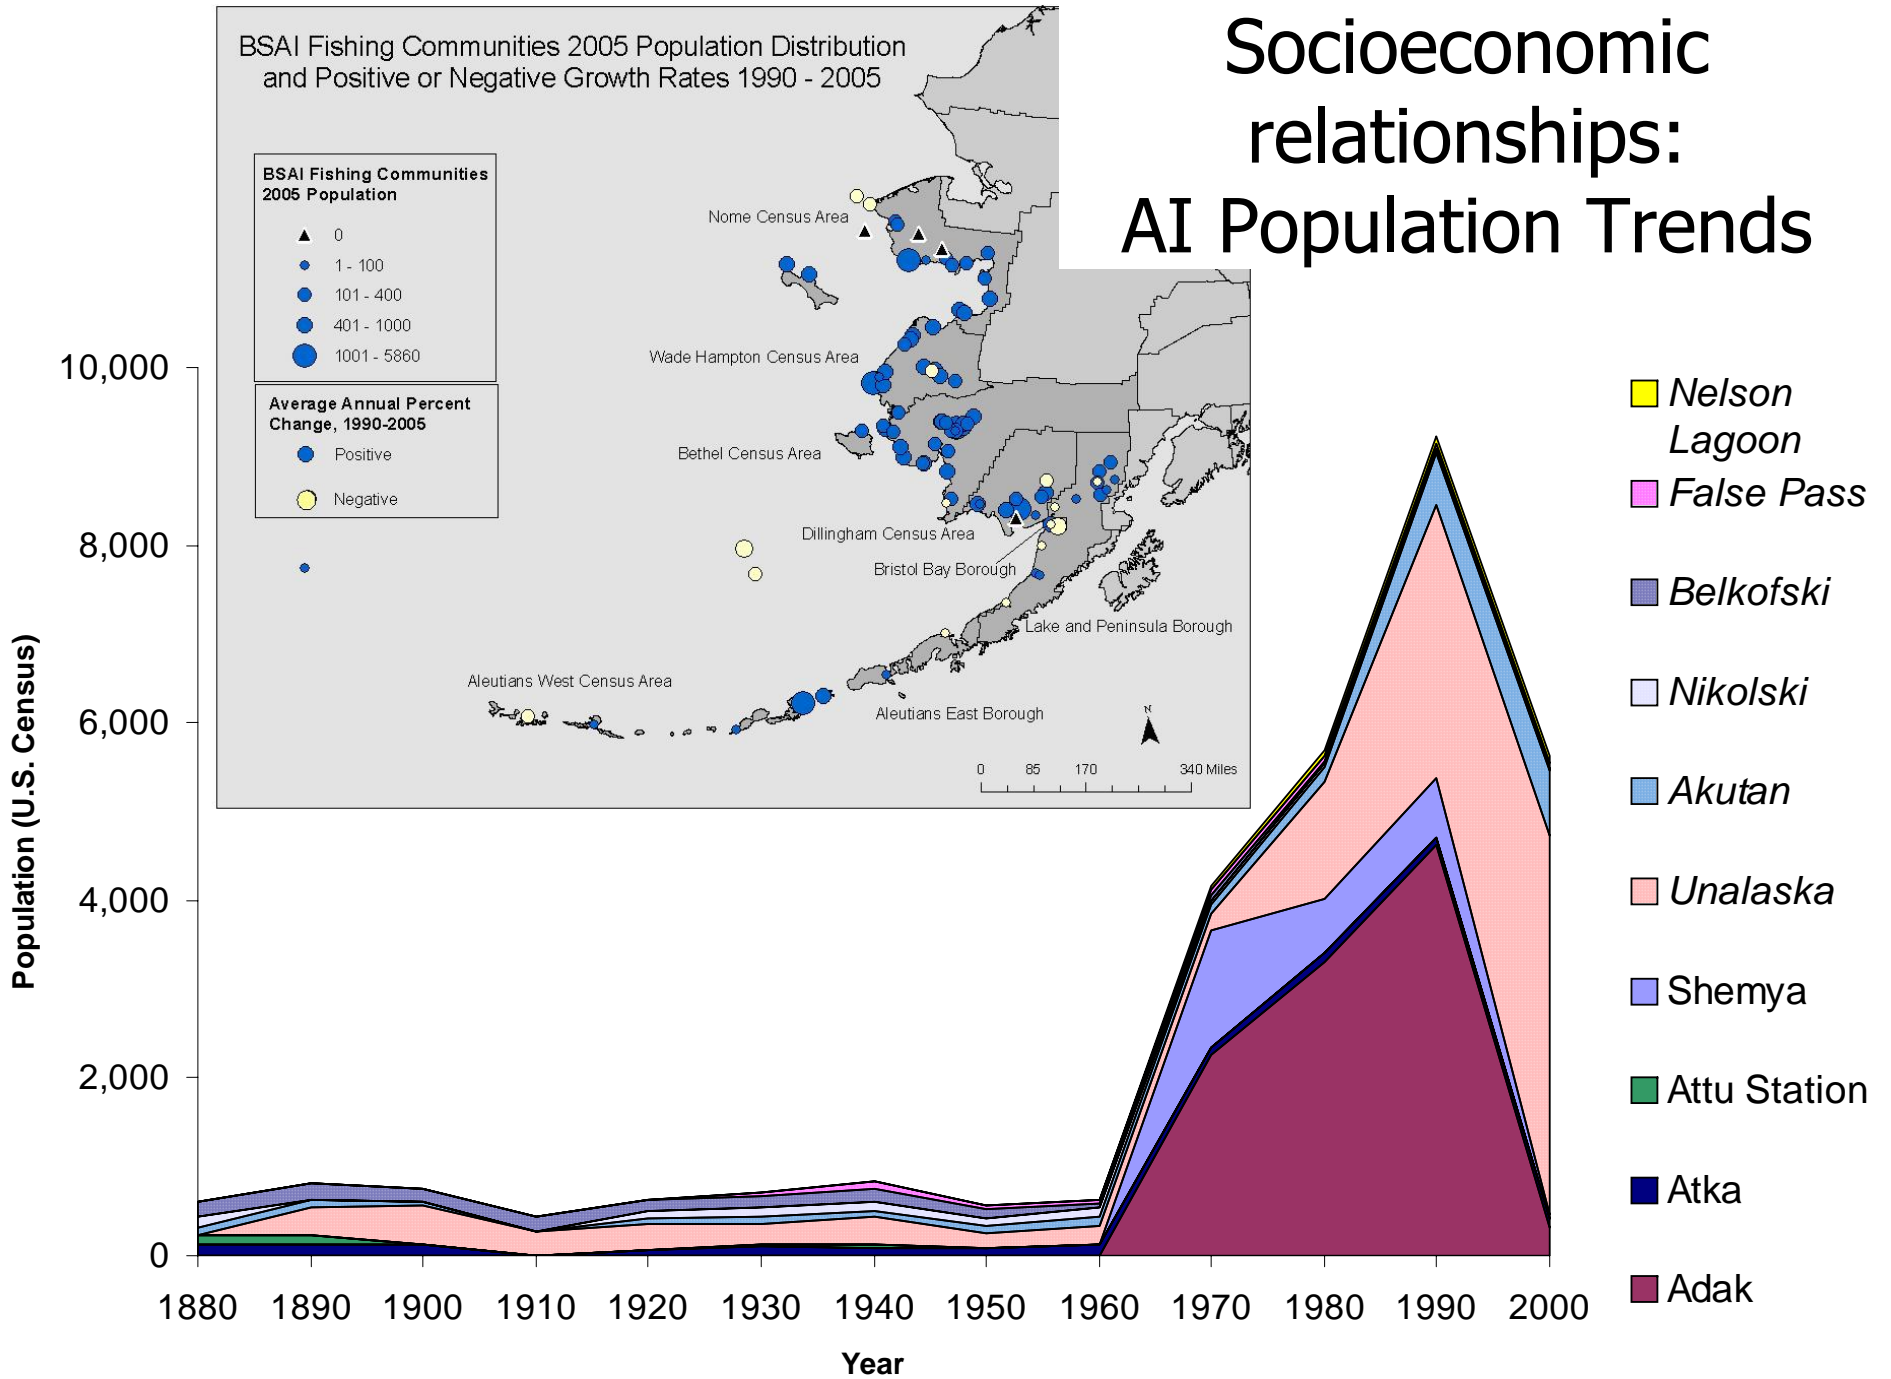 Socioeconomic
relationships:
AI Population Trends
BSAI Fishing Communities 2005 Population Distribution
and Positive or Negative Growth Rates 1990 - 2005
BSAI Fishing Communities
2005 Population
0
1 - 100
101 - 400
401 - 1000
1001 - 5860
Average Annual Percent
Change, 1990-2005
Positive
Negative
Nome Census Area
Wade Hampton Census Area
Bethel Census Area
Dillingham Census Area
Bristol Bay Borough
Lake and Peninsula Borough
Aleutians West Census Area
Aleutians East Borough
N
0 85 170 340 Miles
Population (U.S. Census)
10,000
8,000
6,000
4,000
2,000
0
1880 1890 1900 1910 1920 1930 1940 1950 1960 1970 1980 1990 2000
Year
Nelson
Lagoon
False Pass
Belkofski
Nikolski
Akutan
Unalaska
Shemya
Attu Station
Atka
Adak